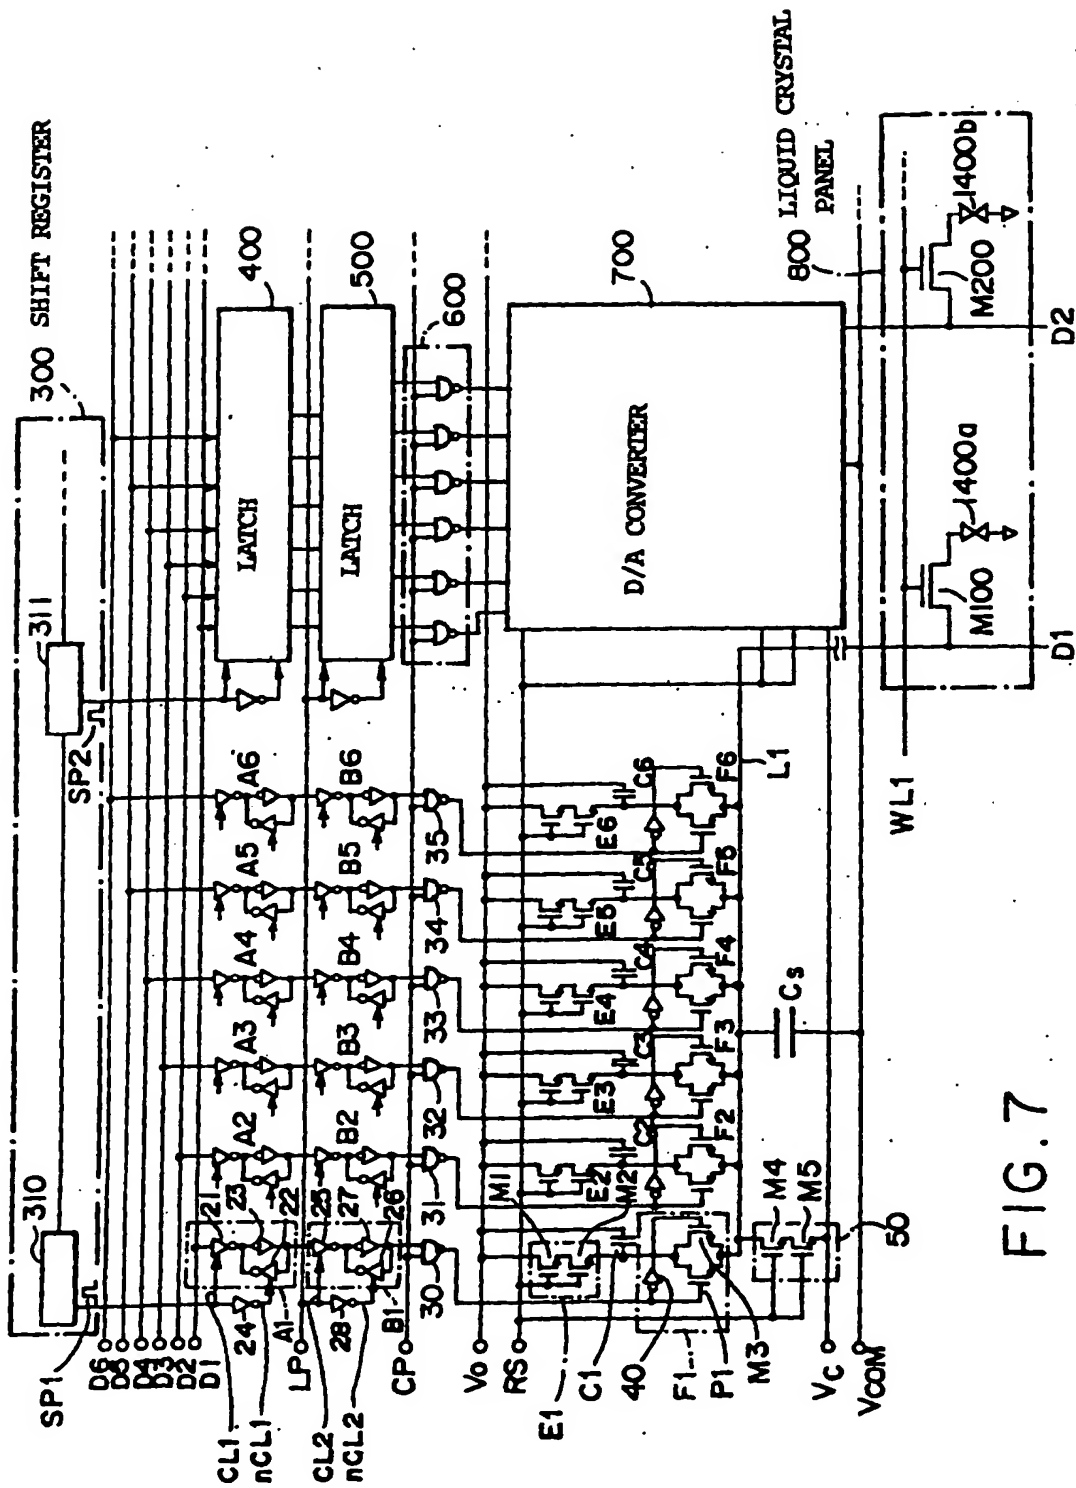 300 SHIFT REGISTER
310
311
SP1
SP2
D6
D5
D4
D3
D2
D1
CL1
nCL1
24
A1
21
23
22
A2
A3
A4
A5
A6
LATCH
400
LP
CL2
nCL2
28
B1
25
27
26
B2
B3
B4
B5
B6
LATCH
500
CP
30
31
32
33
34
35
600
Vo
RS
E1
M1
M2
E2
E3
E4
E5
E6
C1
C2
C3
C4
C5
C6
40
F1
P1
M3
F2
F3
F4
F5
F6
L1
D/A CONVERTER
700
M4
M5
50
Cs
VC
VCOM
800 LIQUID CRYSTAL
PANEL
WL1
M100
1400a
M200
1400b
D1
D2
FIG.7